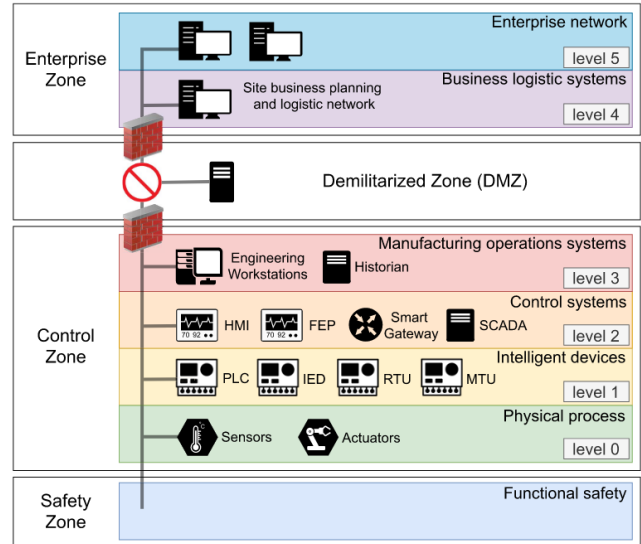 Enterprise
Zone
Enterprise network
level 5
Business logistic systems
Site business planning
and logistic network
level 4
Demilitarized Zone (DMZ)
Control
Zone
Manufacturing operations systems
Engineering
Workstations
Historian
level 3
Control systems
70 92
HMI
70 92
FEP
Smart
Gateway
SCADA
level 2
Intelligent devices
PLC
IED
RTU
MTU
level 1
Physical process
°C
Sensors
Actuators
level 0
Safety
Zone
Functional safety